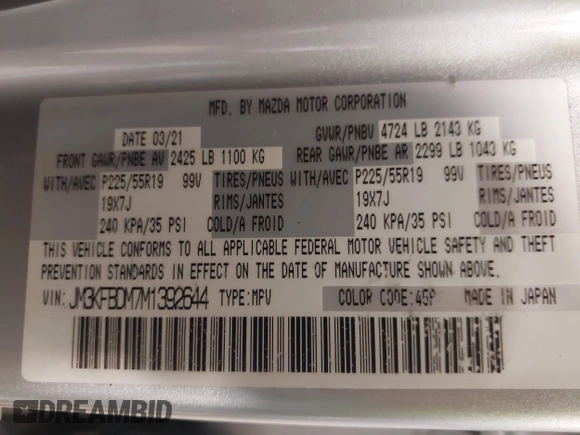 MFD. BY MAZDA MOTOR CORPORATION
DATE 03/21 GVWR/PNBV 4724 LB 2143 KG
FRONT GAWR/PNBE AV 2425 LB 1100 KG REAR GAWR/PNBE AR 2299 LB 1043 KG
WITH/AVEC P225/55R19 99V TIRES/PNEUS WITH/AVEC P225/55R19 99V TIRES/PNEUS
19X7J RIMS/JANTES 19X7J RIMS/JANTES
240 KPA/35 PSI COLD/A FROID 240 KPA/35 PSI COLD/A FROID
THIS VEHICLE CONFORMS TO ALL APPLICABLE FEDERAL MOTOR VEHICLE SAFETY AND THEFT
PREVENTION STANDARDS IN EFFECT ON THE DATE OF MANUFACTURE SHOWN ABOVE.
VIN: JM3KFBDM7M1392644 TYPE:MPV COLOR CODE: MADE IN JAPAN
DREAMBID